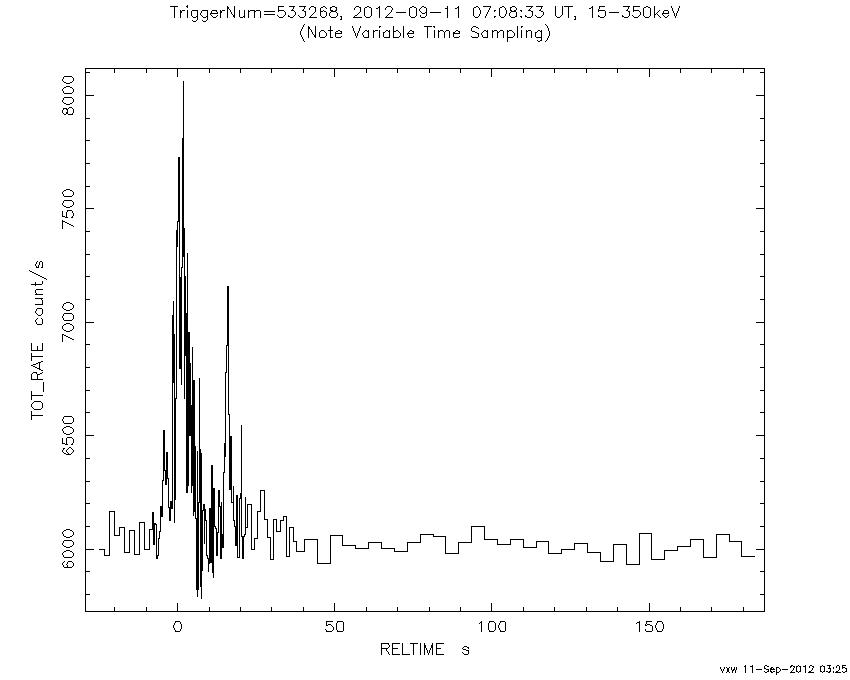 TriggerNum=533268, 2012-09-11 07:08:33 UT, 15-350keV
(Note Variable Time Sampling)
TOT_RATE count/s
8000
7500
7000
6500
6000
0 50 100 150
RELTIME s
vxw 11-Sep-2012 03:25